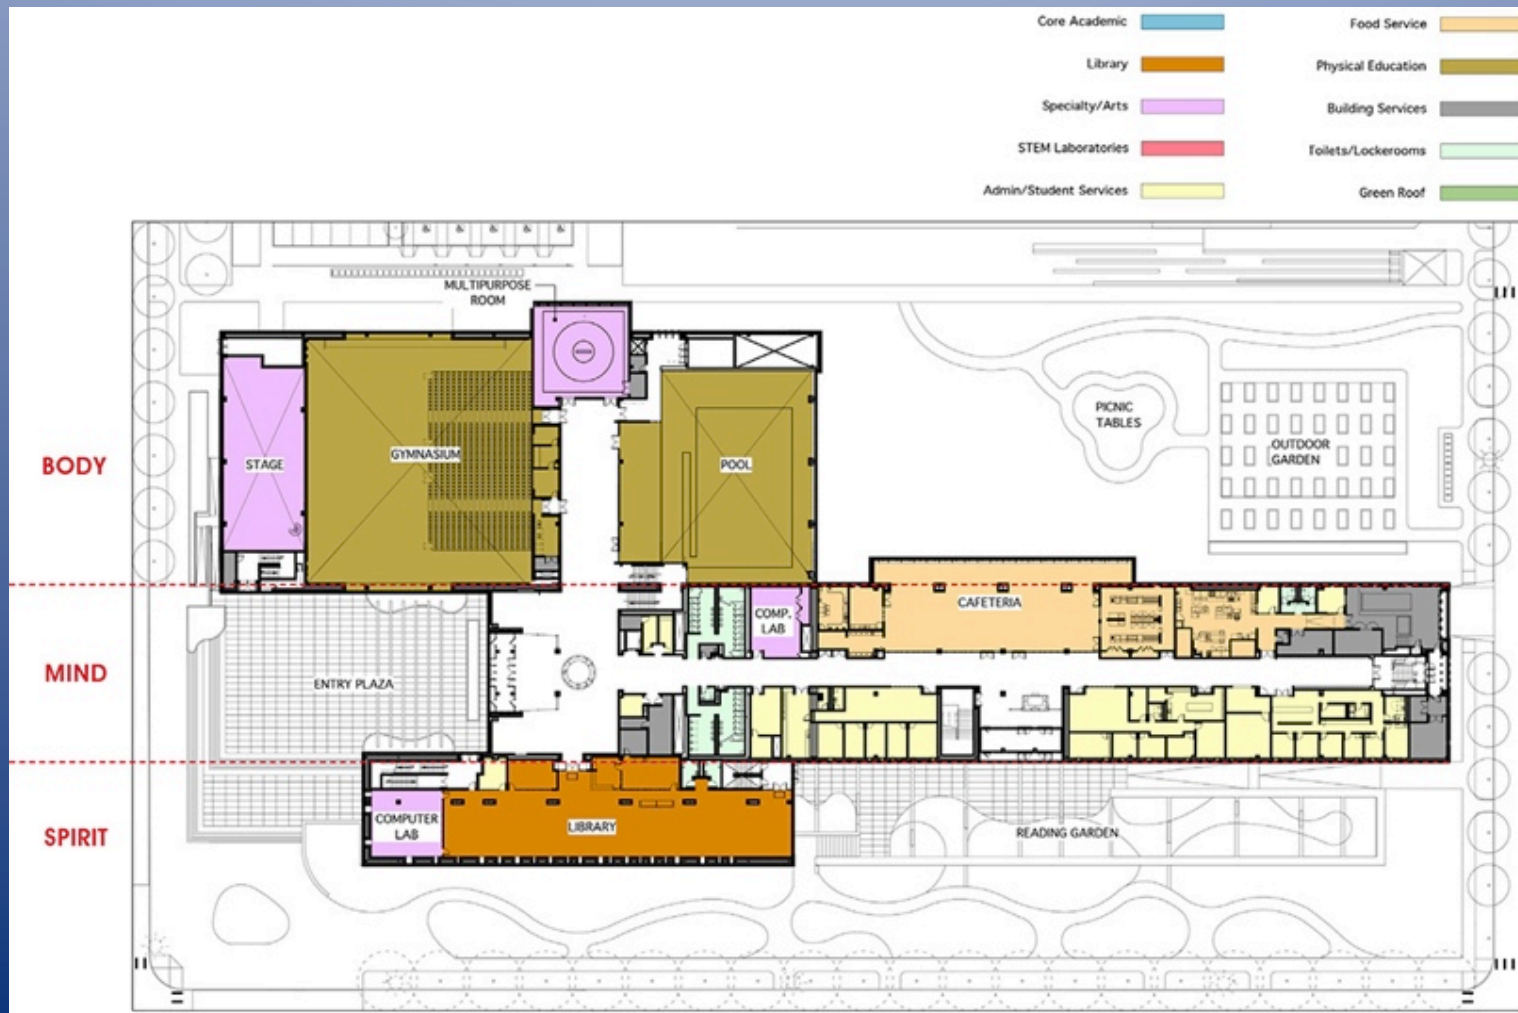 Core Academic
Food Service
Library
Physical Education
Specialty/Arts
Building Services
STEM Laboratories
Toilets/Lockerooms
Admin/Student Services
Green Roof
MULTIPURPOSE
ROOM
BODY
STAGE
GYMNASIUM
POOL
PICNIC
TABLES
OUTDOOR
GARDEN
MIND
ENTRY PLAZA
COMP.
LAB
CAFETERIA
SPIRIT
COMPUTER
LAB
LIBRARY
READING GARDEN